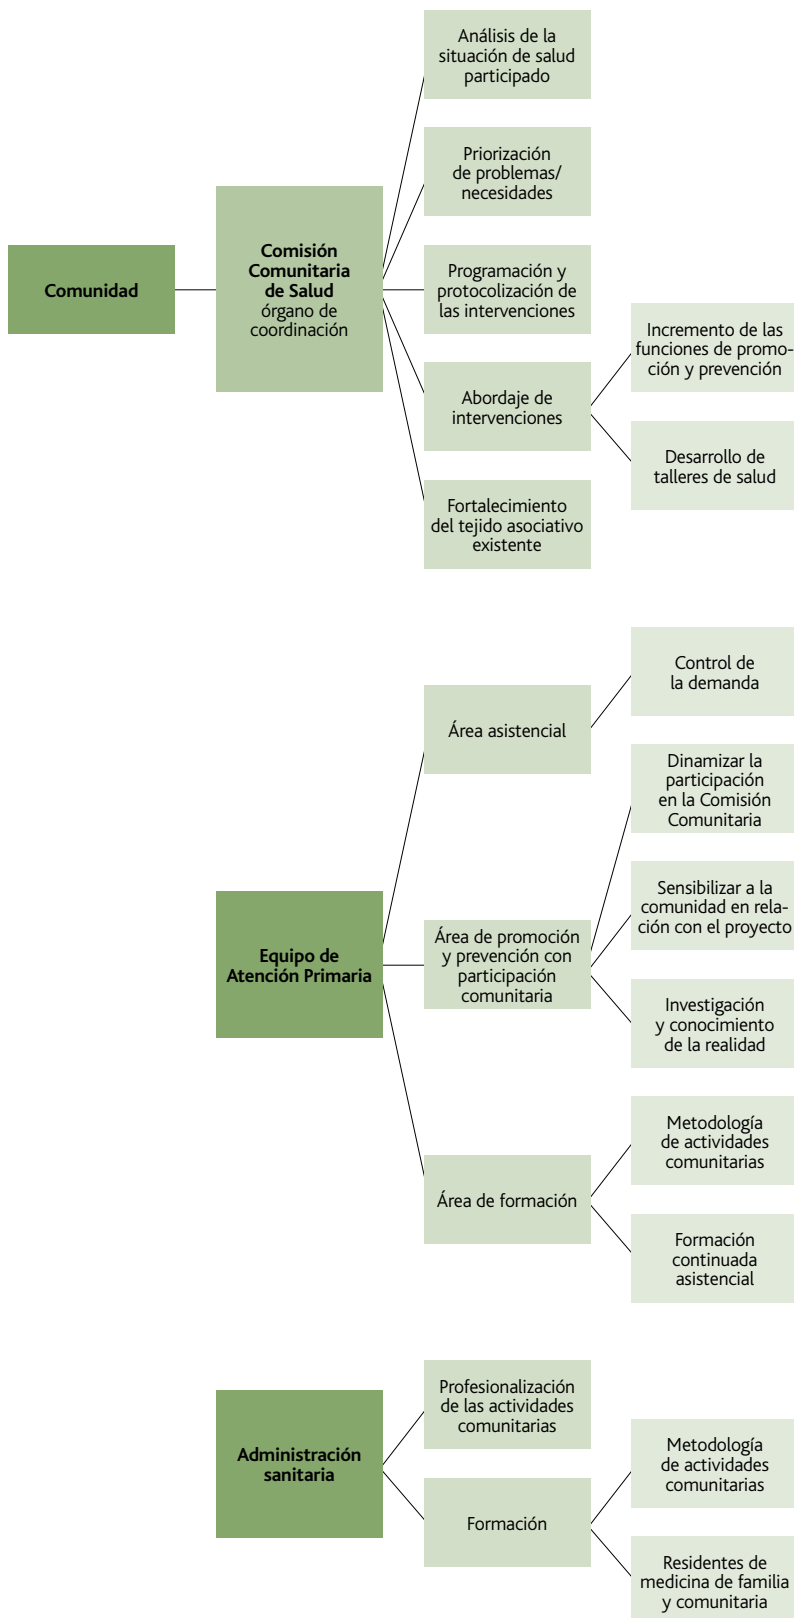 Comunidad
Comisión
Comunitaria
de Salud
órgano de
coordinación
Análisis de la
situación de salud
participado
Priorización
de problemas/
necesidades
Programación y
protocolización de
las intervenciones
Abordaje de
intervenciones
Incremento de las
funciones de promo-
ción y prevención
Desarrollo de
talleres de salud
Fortalecimiento
del tejido asociativo
existente
Equipo de
Atención Primaria
Área asistencial
Control de
la demanda
Área de promoción
y prevención con
participación
comunitaria
Dinamizar la
participación
en la Comisión
Comunitaria
Sensibilizar a la
comunidad en rela-
ción con el proyecto
Investigación
y conocimiento
de la realidad
Área de formación
Metodología
de actividades
comunitarias
Formación
continuada
asistencial
Administración
sanitaria
Profesionalización
de las actividades
comunitarias
Formación
Metodología
de actividades
comunitarias
Residentes de
medicina de familia
y comunitaria